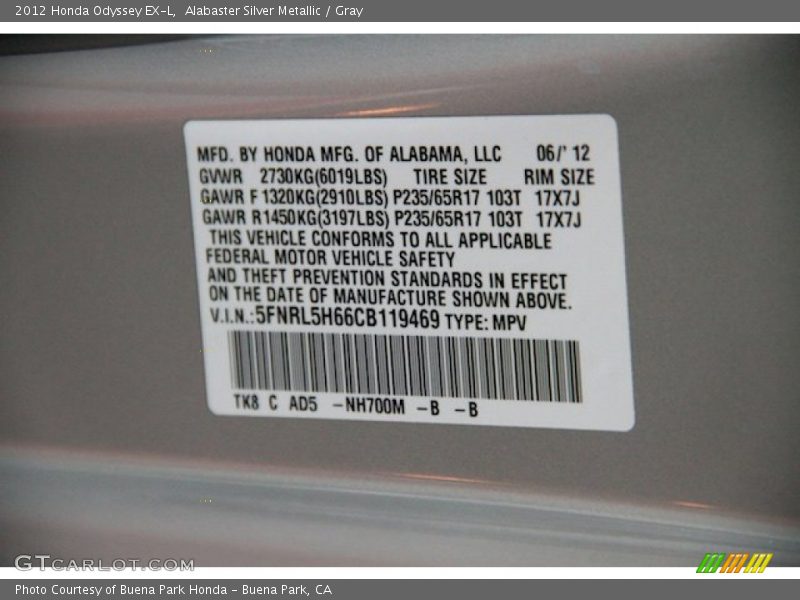 2012 Honda Odyssey EX-L,  Alabaster Silver Metallic / Gray
MFD. BY HONDA MFG. OF ALABAMA, LLC 06/' 12
GVWR 2730KG(6019LBS) TIRE SIZE RIM SIZE
GAWR F 1320KG(2910LBS) P235/65R17 103T 17X7J
GAWR R1450KG(3197LBS) P235/65R17 103T 17X7J
THIS VEHICLE CONFORMS TO ALL APPLICABLE
FEDERAL MOTOR VEHICLE SAFETY
AND THEFT PREVENTION STANDARDS IN EFFECT
ON THE DATE OF MANUFACTURE SHOWN ABOVE.
V.I.N.:5FNRL5H66CB119469 TYPE: MPV
TK8 C AD5 -NH700M -B -B
GTCARLOT.COM
Photo Courtesy of Buena Park Honda - Buena Park, CA